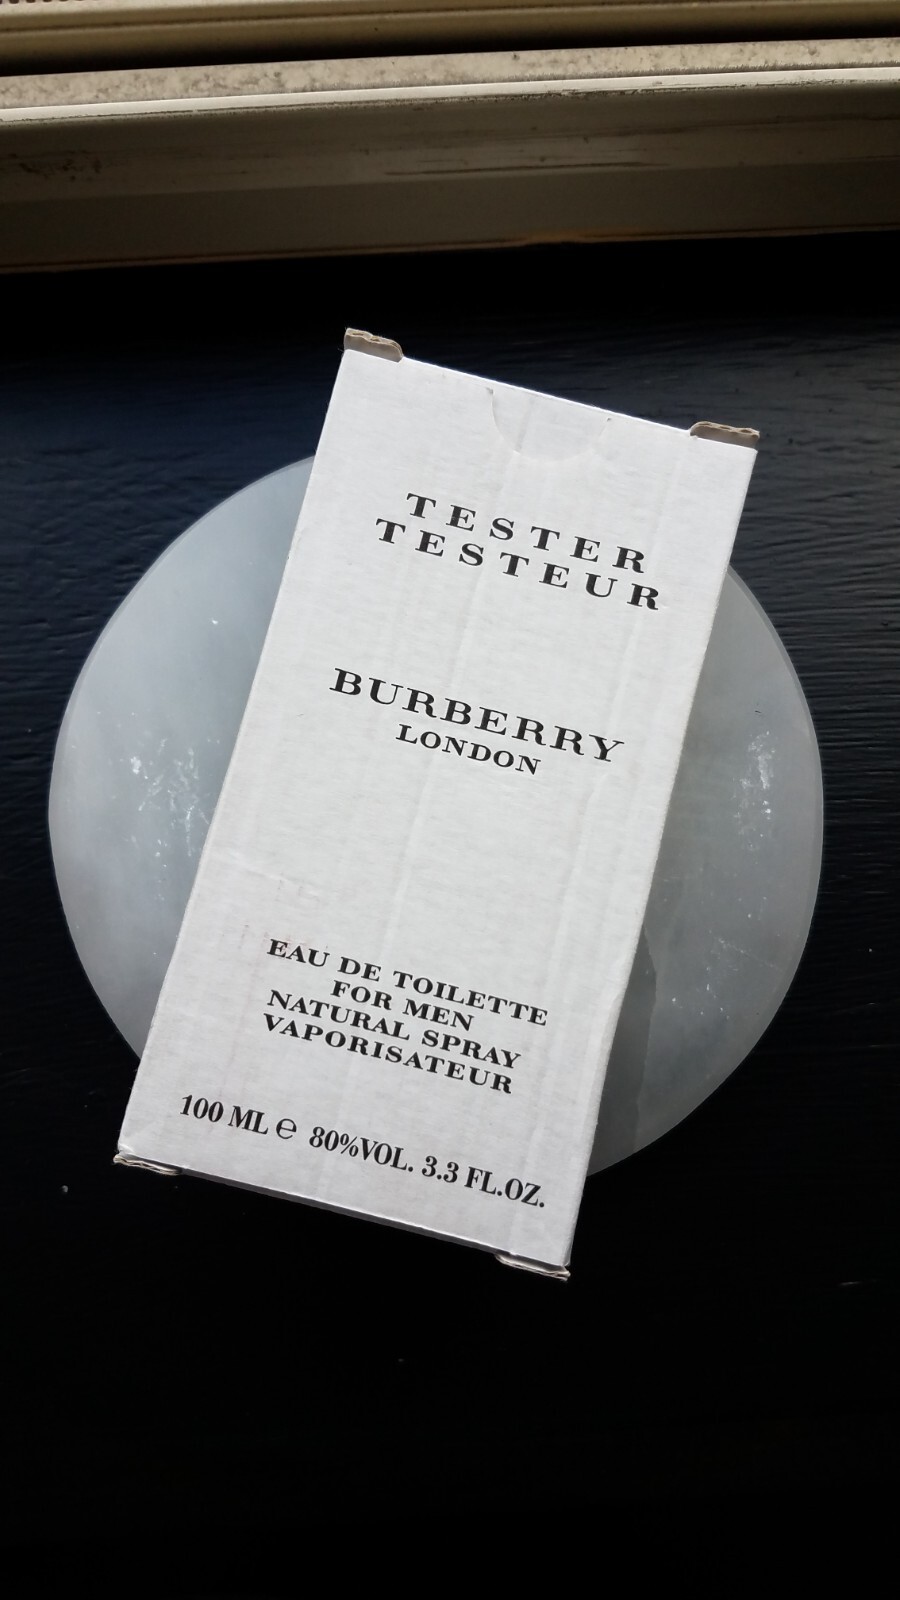 TESTER
TESTEUR
BURBERRY
LONDON
EAU DE TOILETTE
FOR MEN
NATURAL SPRAY
VAPORISATEUR
100 ML ℮ 80%VOL. 3.3 FL.OZ.